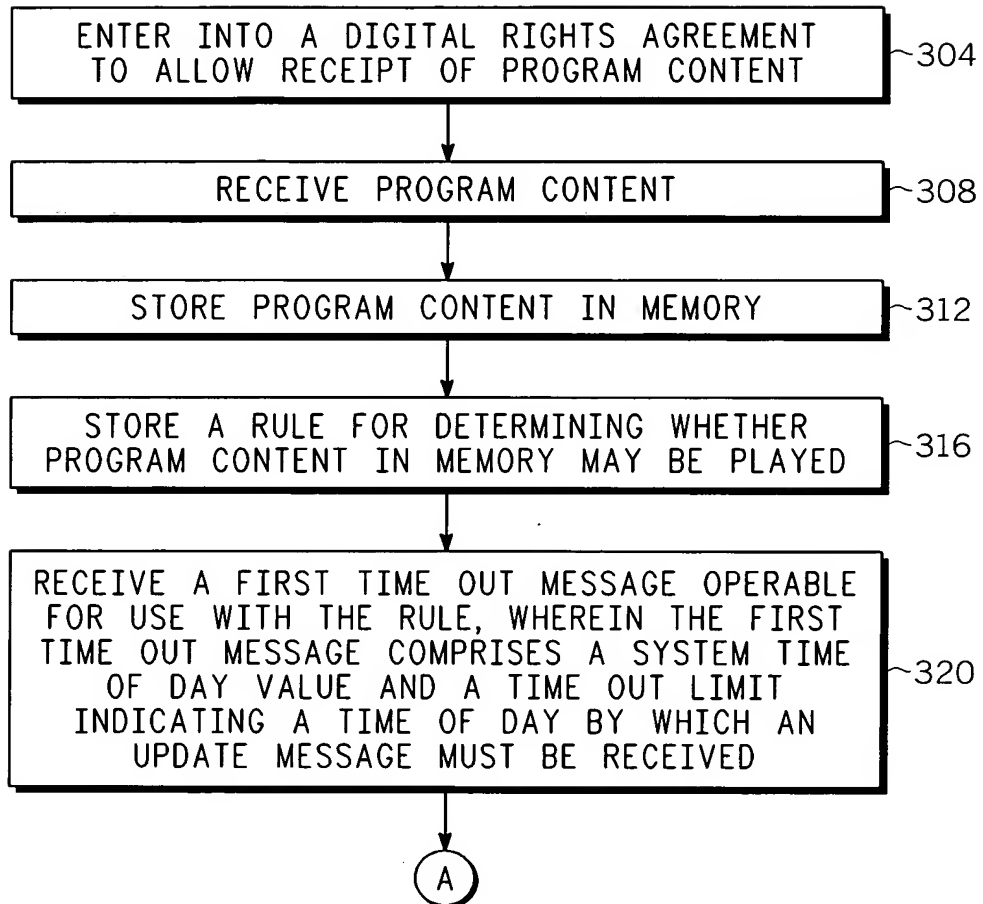 ENTER INTO A DIGITAL RIGHTS AGREEMENT
TO ALLOW RECEIPT OF PROGRAM CONTENT
304
RECEIVE PROGRAM CONTENT
308
STORE PROGRAM CONTENT IN MEMORY
312
STORE A RULE FOR DETERMINING WHETHER
PROGRAM CONTENT IN MEMORY MAY BE PLAYED
316
RECEIVE A FIRST TIME OUT MESSAGE OPERABLE
FOR USE WITH THE RULE, WHEREIN THE FIRST
TIME OUT MESSAGE COMPRISES A SYSTEM TIME
OF DAY VALUE AND A TIME OUT LIMIT
INDICATING A TIME OF DAY BY WHICH AN
UPDATE MESSAGE MUST BE RECEIVED
320
A